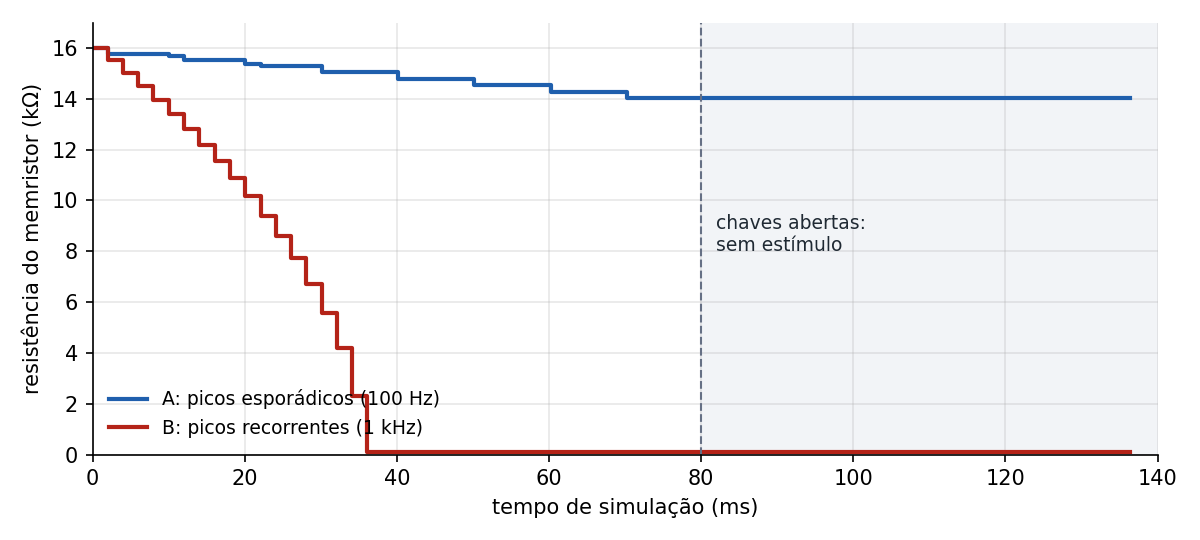 resistência do memristor (kΩ)
16
14
12
10
8
6
4
2
0
chaves abertas:
sem estímulo
A: picos esporádicos (100 Hz)
B: picos recorrentes (1 kHz)
0 20 40 60 80 100 120 140
tempo de simulação (ms)